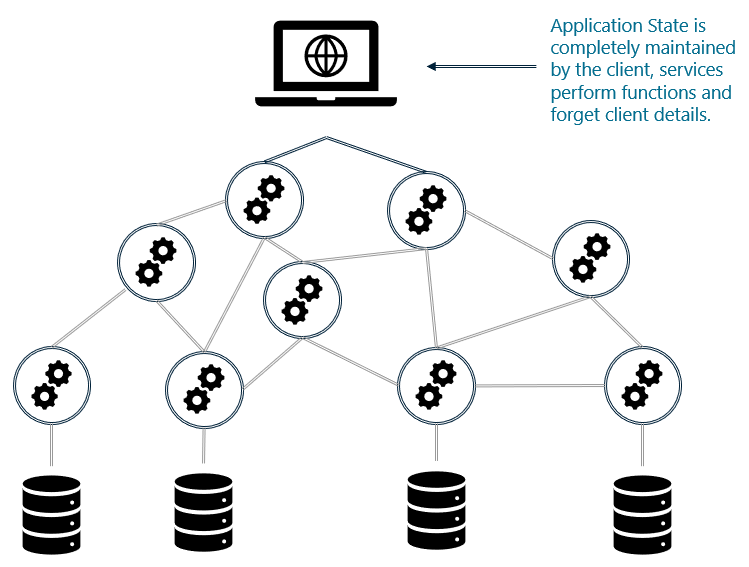 Application State is
completely maintained
by the client, services
perform functions and
forget client details.